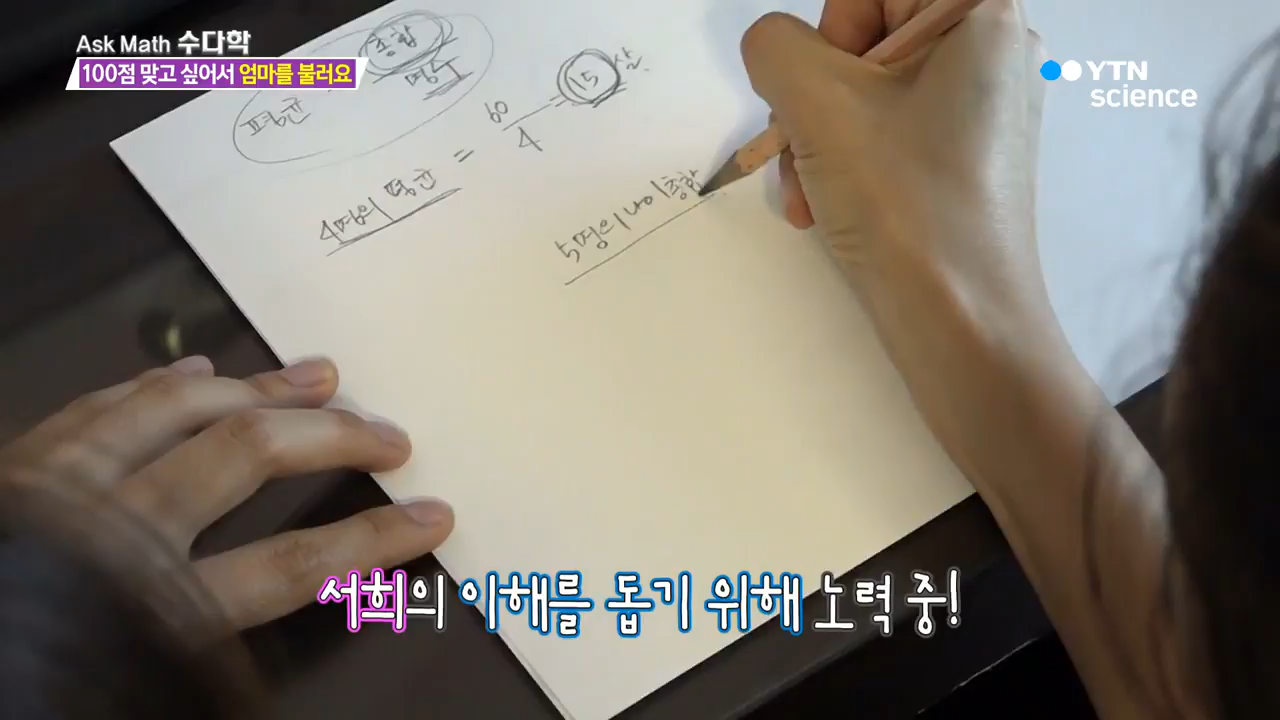 Ask Math 수다학
100점 맞고 싶어서 엄마를 불러요
YTN
science
평균 = 총합
명수
4명의 평균 = 60
4
= 15살
5명의 나이 총합
서희의 이해를 돕기 위해 노력 중!